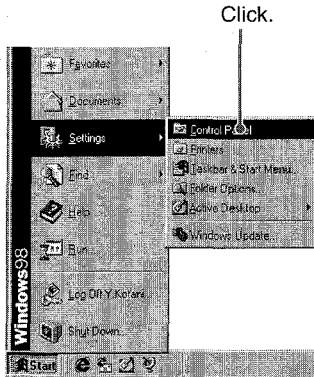 Click.
Favorites
Documents
Settings
Find
Help
Run...
Log Off Y.Kotara...
Shut Down...
Windows98
Start
Control Panel
Printers
Taskbar & Start Menu...
Folder Options...
Active Desktop
Windows Update...